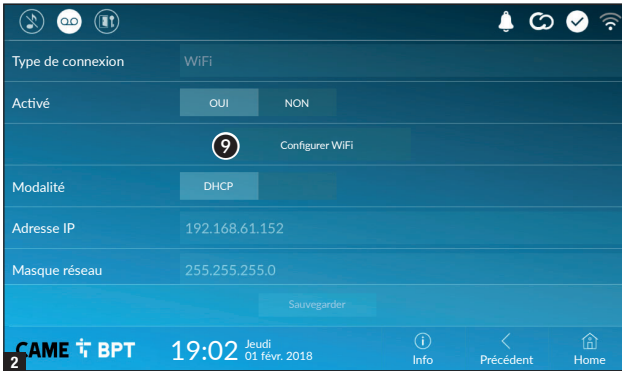 Type de connexion WiFi
Activé OUI NON
9 Configurer WiFi
Modalité DHCP
Adresse IP 192.168.61.152
Masque réseau 255.255.255.0
Sauvegarder
CAME BPT 19:02 Jeudi
01 févr. 2018
Info Précédent Home
2